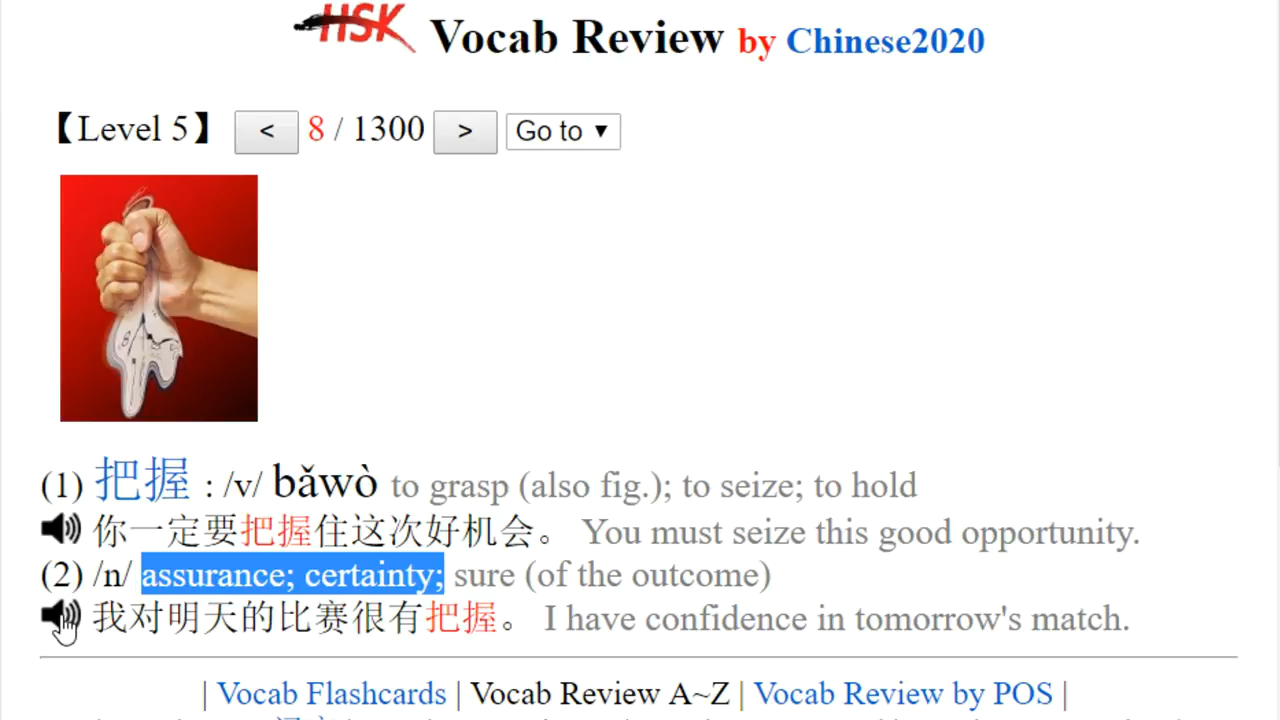 HSK Vocab Review by Chinese2020
【Level 5】 < 8 / 1300 > Go to ▼
(1) 把握 : /v/ bǎwò to grasp (also fig.); to seize; to hold
你一定要把握住这次好机会。 You must seize this good opportunity.
(2) /n/ assurance; certainty; sure (of the outcome)
我对明天的比赛很有把握。 I have confidence in tomorrow's match.
| Vocab Flashcards | Vocab Review A~Z | Vocab Review by POS |